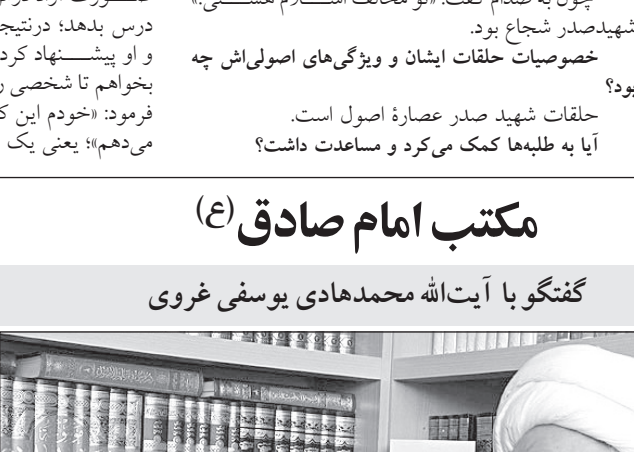 چون به صدام گفت: «تو مخالف اسلام هستی.»
شهیدصدر شجاع بود.
خصوصیات حلقات ایشان و ویژگی‌های اصولی‌اش چه
بود؟
حلقات شهید صدر عصارۀ اصول است.
آیا به طلبه‌ها کمک می‌کرد و مساعدت داشت؟
درس بدهد؛ درنتیجه
و او پیشنهاد کرد
بخواهم تا شخصی ر
فرمود: «خودم این ک
می‌دهم»؛ یعنی یک
مکتب امام صادق(ع)
گفتگو با آیت‌الله محمدهادی یوسفی غروی